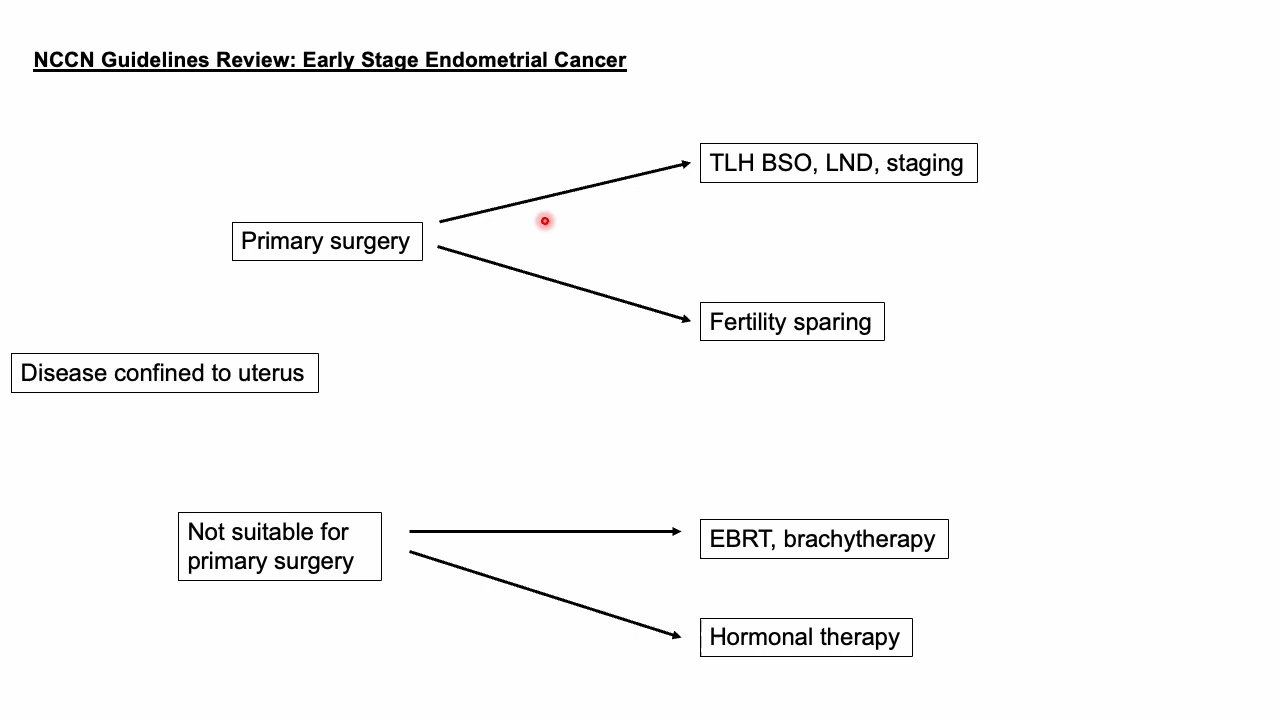 NCCN Guidelines Review: Early Stage Endometrial Cancer
TLH BSO, LND, staging
Primary surgery
Fertility sparing
Disease confined to uterus
Not suitable for
primary surgery
EBRT, brachytherapy
Hormonal therapy